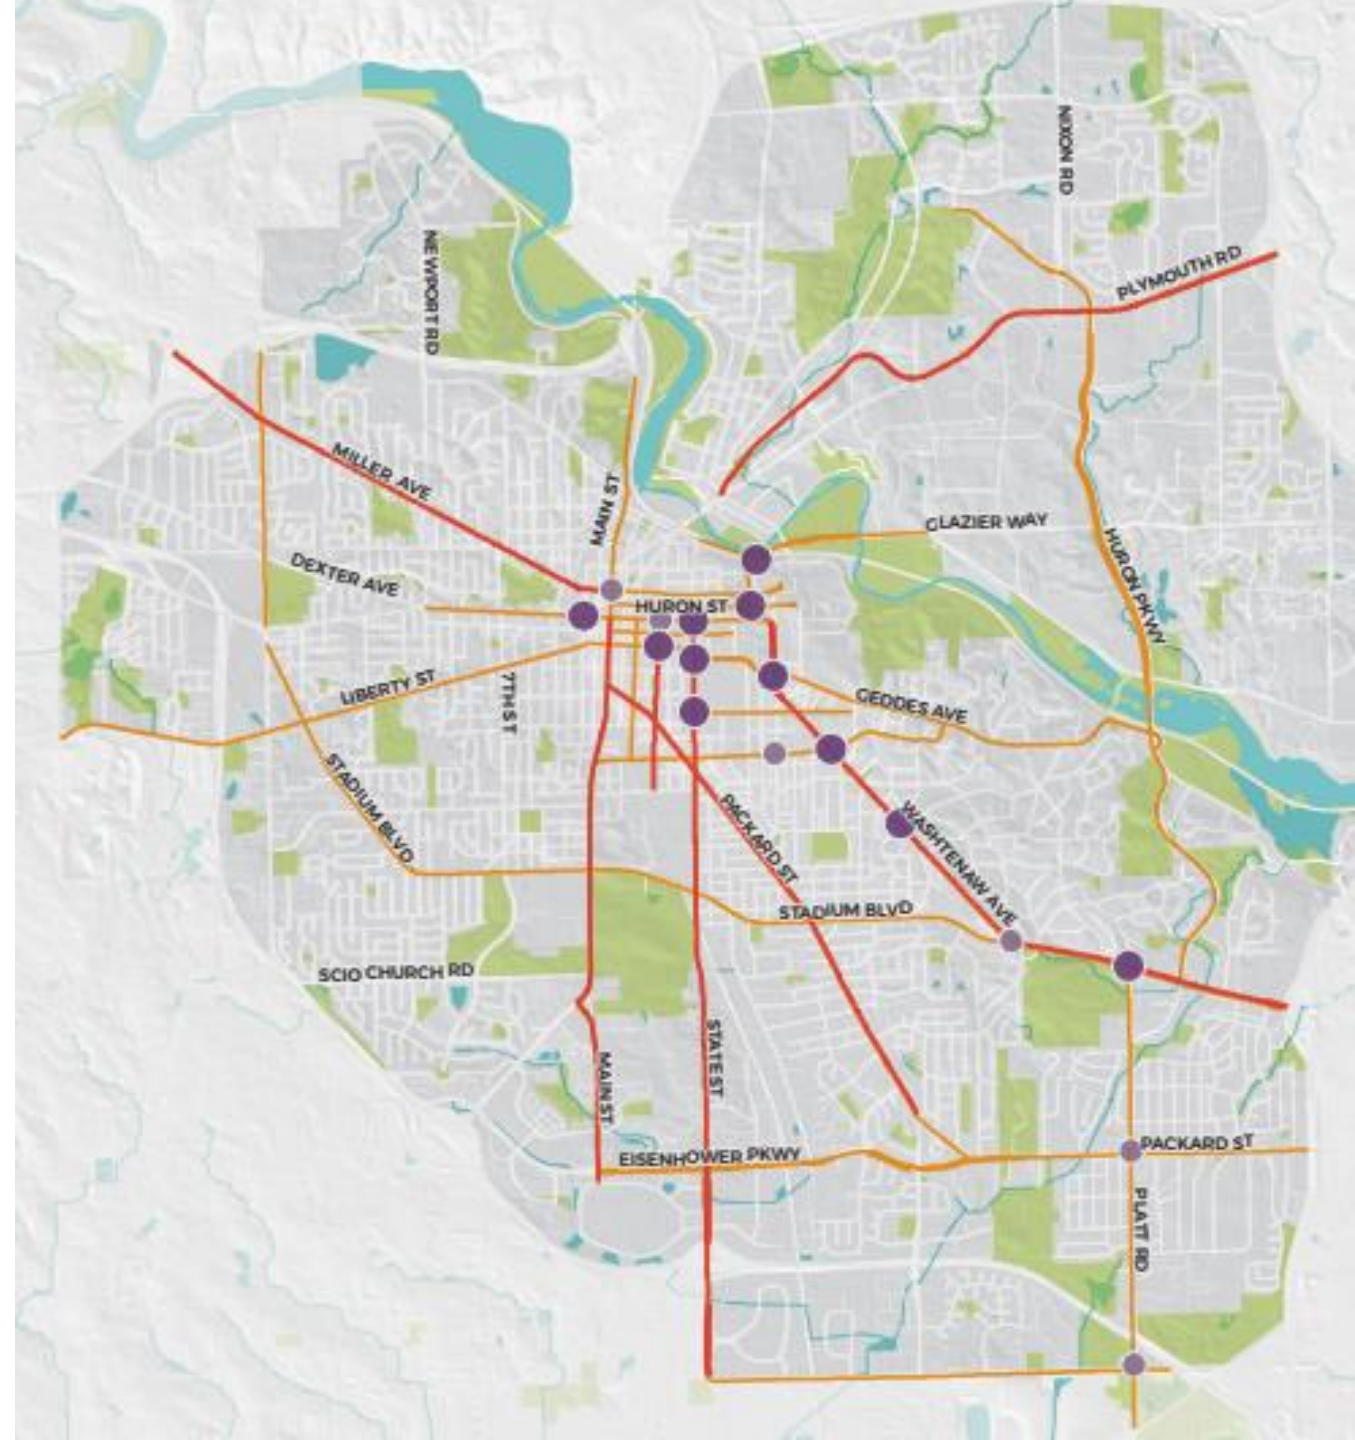 NIXON RD
NEWPORT RD
PLYMOUTH RD
MILLER AVE
MAIN ST
GLAZIER WAY
DEXTER AVE
HURON ST
HURON PKWY
LIBERTY ST
7TH ST
GEDDES AVE
STADIUM BLVD
PACKARD ST
WASHTENAW AVE
STADIUM BLVD
SCIO CHURCH RD
STATE ST
MAIN ST
EISENHOWER PKWY
PACKARD ST
PLATT RD